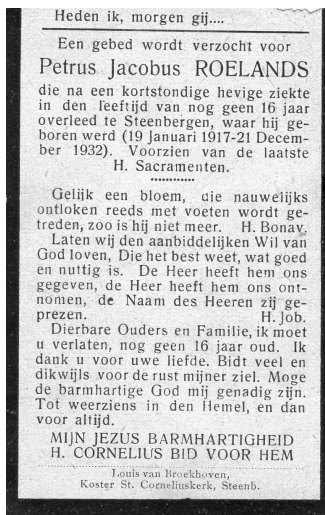 Heden ik, morgen gij....
Een gebed wordt verzocht voor
Petrus Jacobus ROELANDS
die na een kortstondige hevige ziekte
in den leeftijd van nog geen 16 jaar
overleed te Steenbergen, waar hij ge
boren werd (19 Januari 1917-21 Decem
ber 1932). Voorzien van de laatste
H. Sacramenten.
Gelijk een bloem, die nauwelijks
ontloken reeds met voeten wordt ge-
treden, zoo is hij niet meer. H. Bonav.
Laten wij den aanbiddelijken Wil van
God loven, Die het best weet, wat goed
en nuttig is. De Heer heeft hem ons
gegeven, de Heer heeft hem ons ont-
nomen, de Naam des Heeren zij ge-
prezen. H. Job.
Dierbare Ouders en Familie, ik moet
u verlaten, nog geen 16 jaar oud. Ik
dank u voor uwe liefde. Bidt veel en
dikwijls voor de rust mijner ziel. Moge
de barmhartige God mij genadig zijn.
Tot weerziens in den Hemel, en dan
voor altijd.
MIJN JEZUS BARMHARTIGHEID
H. CORNELIUS BID VOOR HEM
Louis van Broekhoven,
Koster St. Corneliuskerk, Steenb.